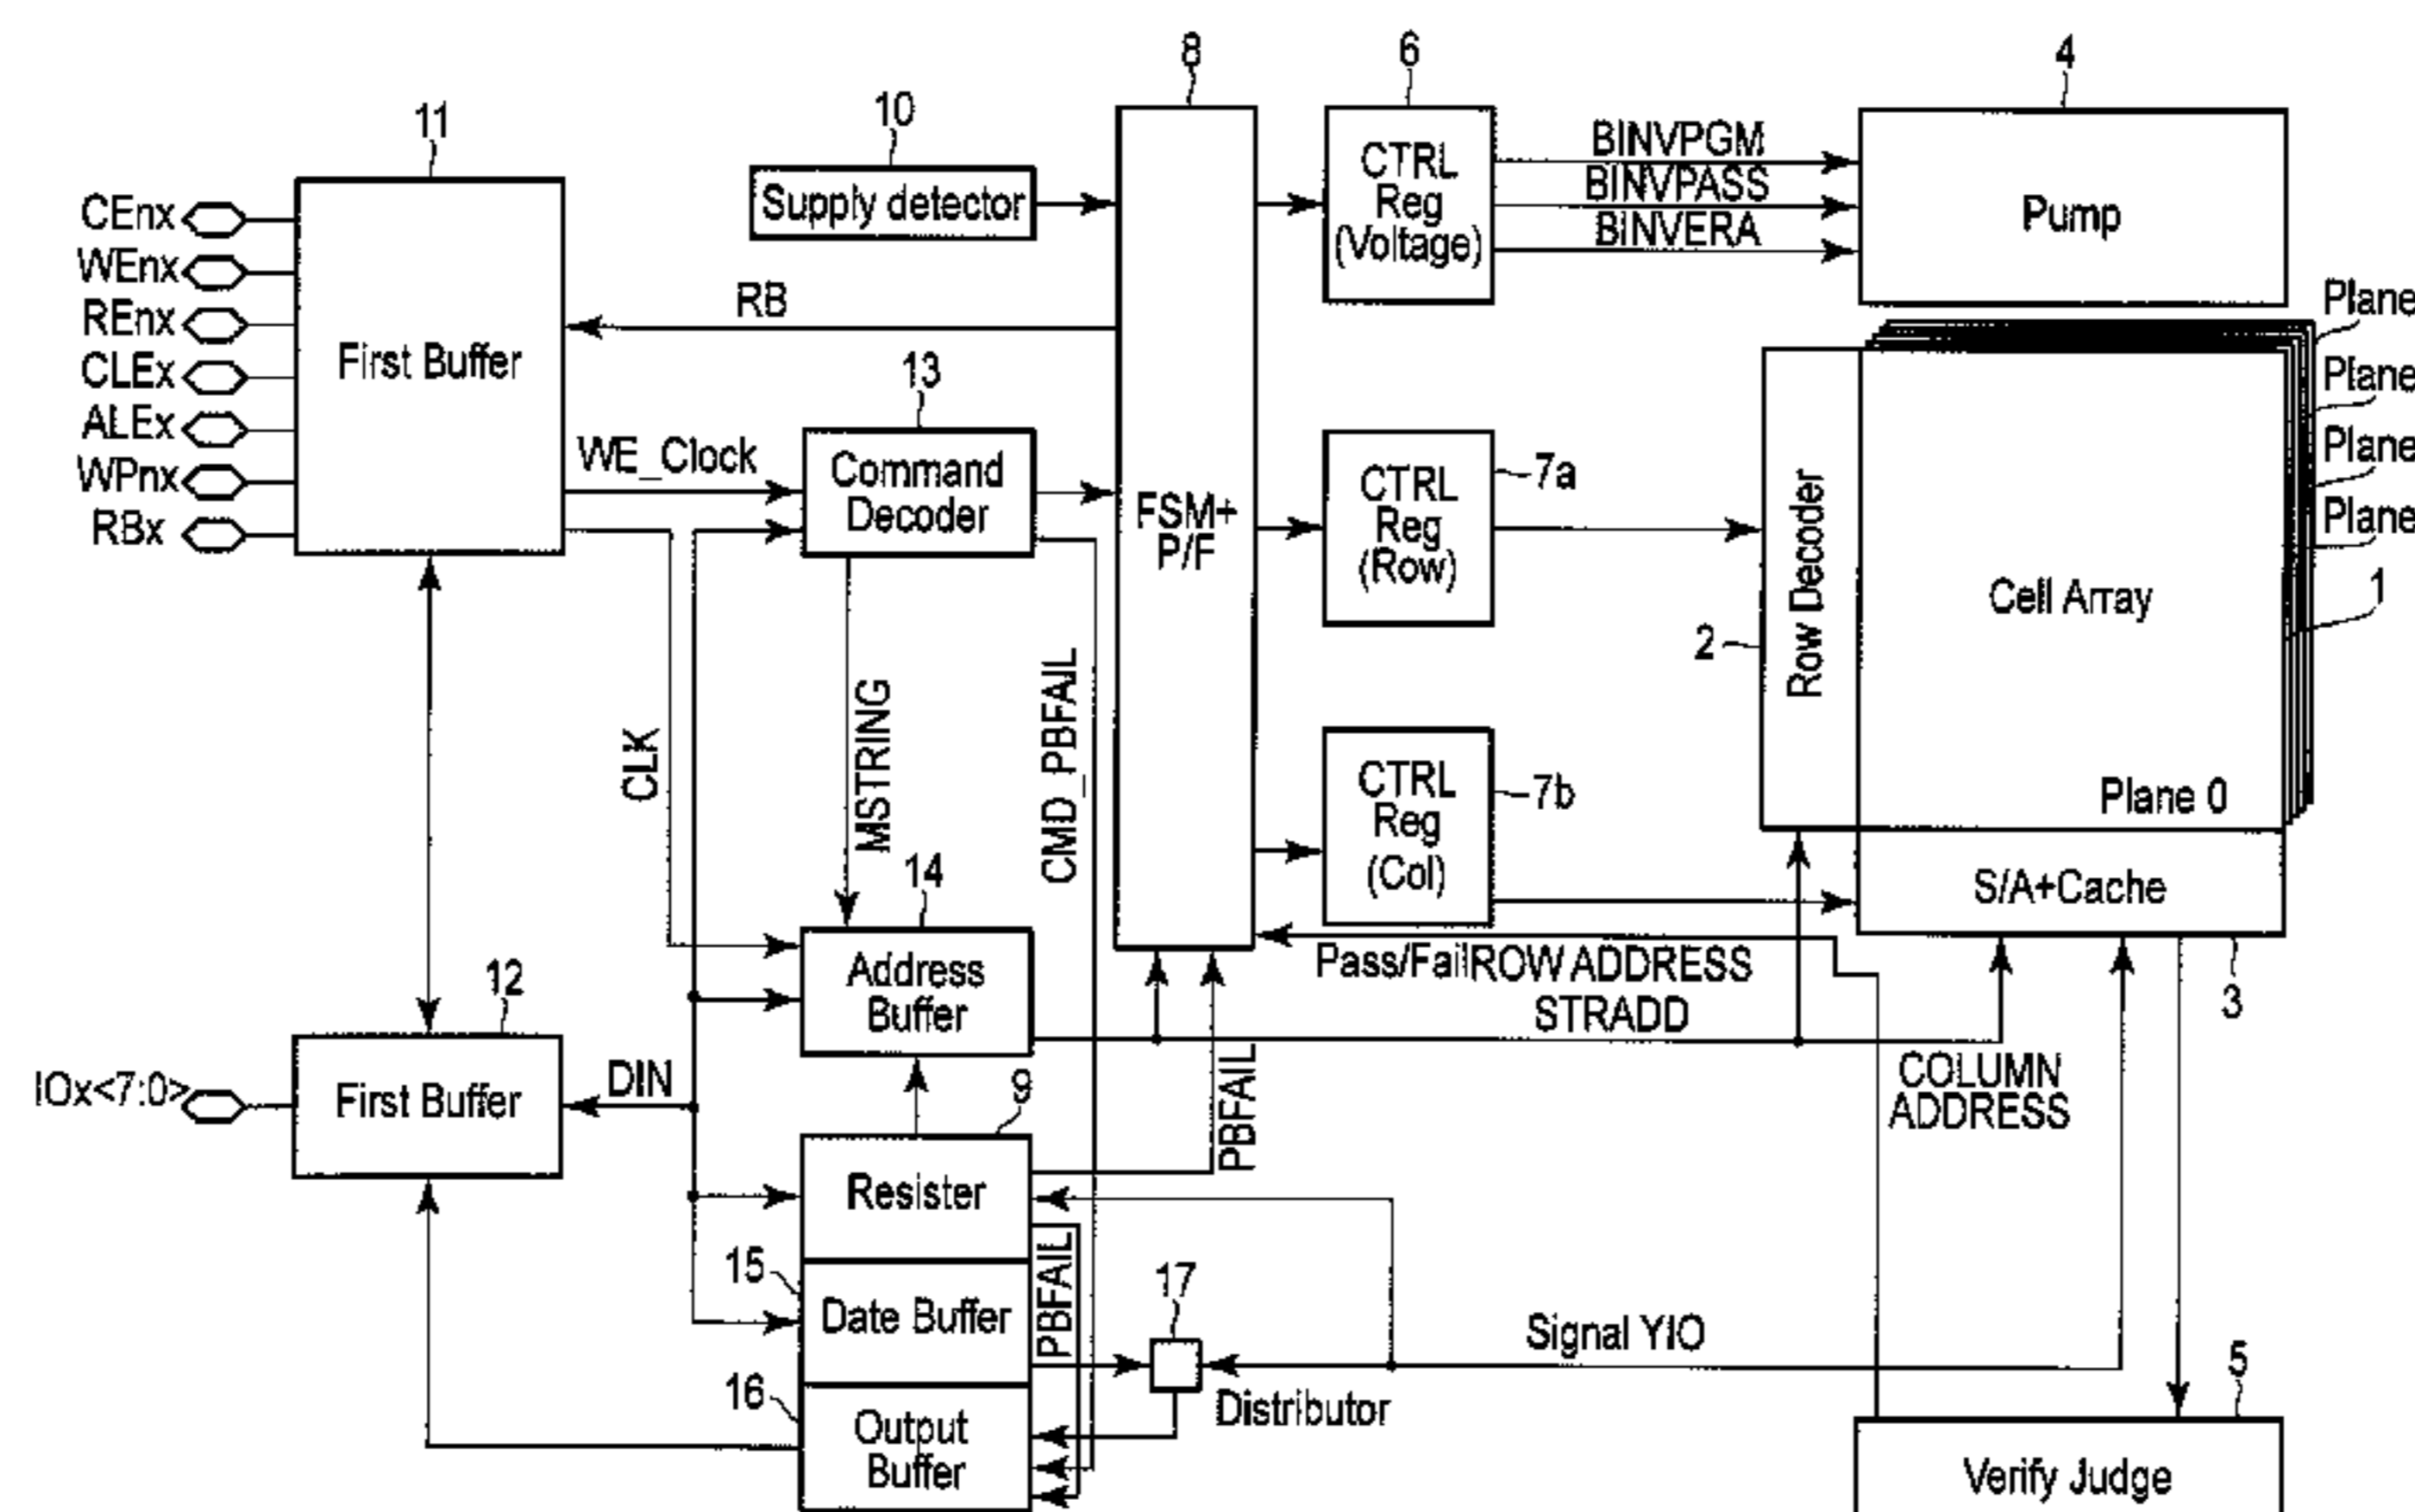 8
6
4
10
11
CTRL
Reg
(Voltage)
BINVPGM
BINVPASS
BINVERA
Pump
CEnx
WEnx
REnx
CLEx
ALEx
WPnx
RBx
First Buffer
Supply detector
RB
13
WE_Clock
Command
Decoder
FSM+
P/F
CTRL
Reg
(Row)
7a
Plane
Plane
Plane
Plane
1
2
Row Decoder
Cell Array
Plane 0
CLK
MSTRING
CMD_PBFAIL
CTRL
Reg
(Col)
7b
S/A+Cache
3
14
Address
Buffer
Pass/Fail
ROW ADDRESS
STRADD
COLUMN
ADDRESS
12
IOx<7:0>
First Buffer
DIN
9
PBFAIL
Resister
15
Date Buffer
PBFAIL
17
Signal YIO
Distributor
16
Output
Buffer
5
Verify Judge